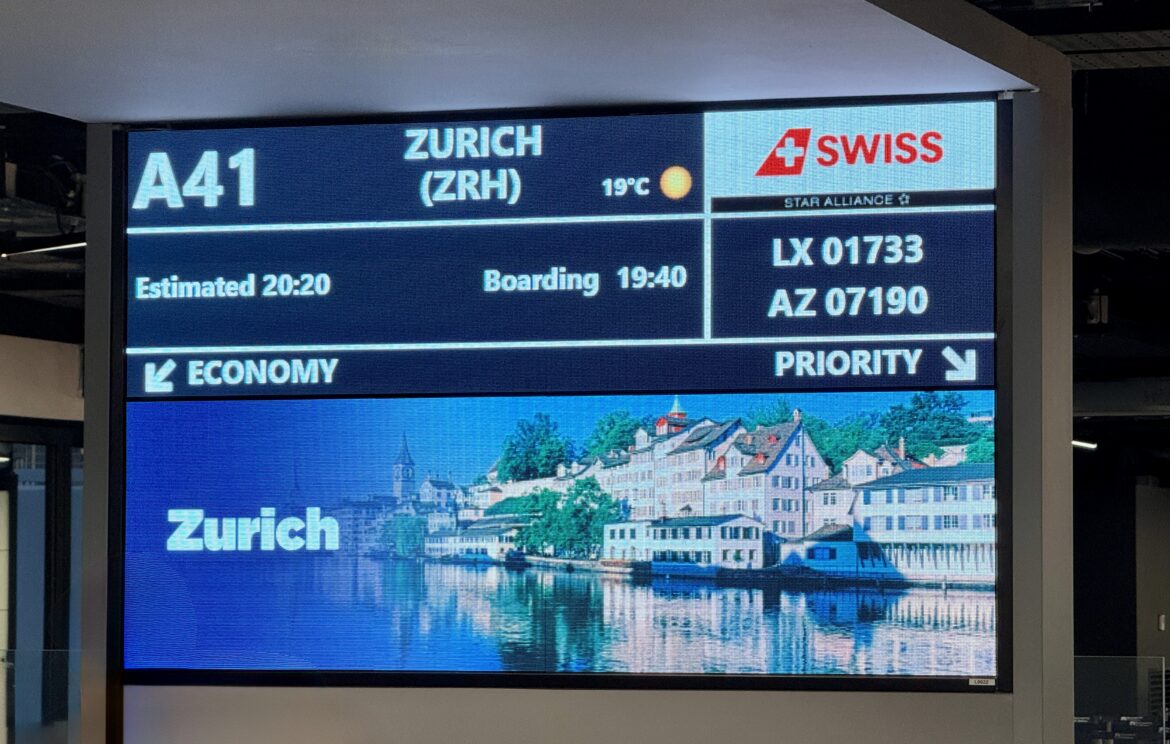 A41
ZURICH
(ZRH)
19°C
SWISS
STAR ALLIANCE
Estimated 20:20
Boarding 19:40
LX 01733
AZ 07190
ECONOMY
PRIORITY
Zurich